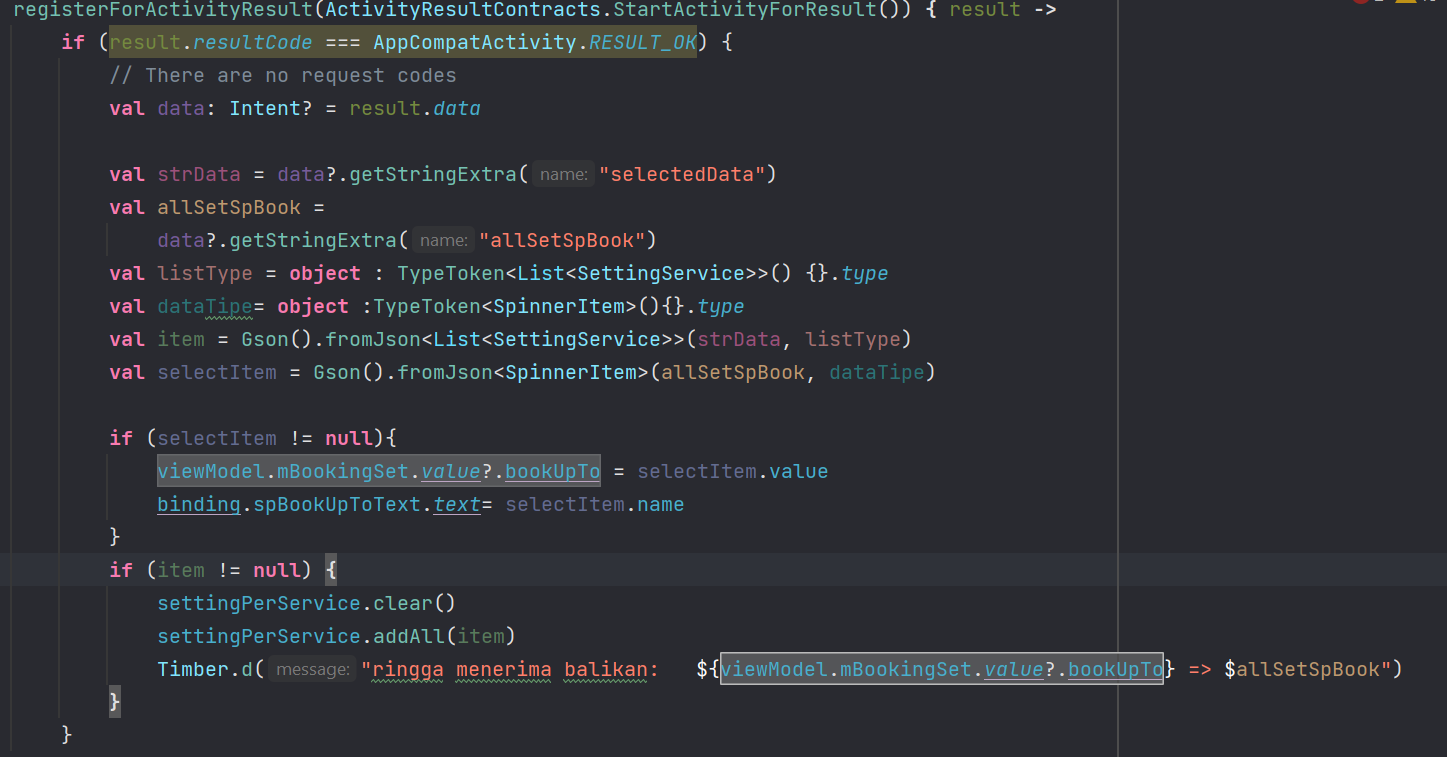 registerForActivityResult(ActivityResultContracts.StartActivityForResult()) { result ->
if (result.resultCode === AppCompatActivity.RESULT_OK) {
// There are no request codes
val data: Intent? = result.data
val strData = data?.getStringExtra( name: "selectedData")
val allSetSpBook =
data?.getStringExtra( name: "allSetSpBook")
val listType = object : TypeToken<List<SettingService>>() {}.type
val dataTipe= object :TypeToken<SpinnerItem>(){}.type
val item = Gson().fromJson<List<SettingService>>(strData, listType)
val selectItem = Gson().fromJson<SpinnerItem>(allSetSpBook, dataTipe)
if (selectItem != null){
viewModel.mBookingSet.value?.bookUpTo = selectItem.value
binding.spBookUpToText.text= selectItem.name
}
if (item != null) {
settingPerService.clear()
settingPerService.addAll(item)
Timber.d( message: "ringga menerima balikan:   ${viewModel.mBookingSet.value?.bookUpTo} => $allSetSpBook")
}
}